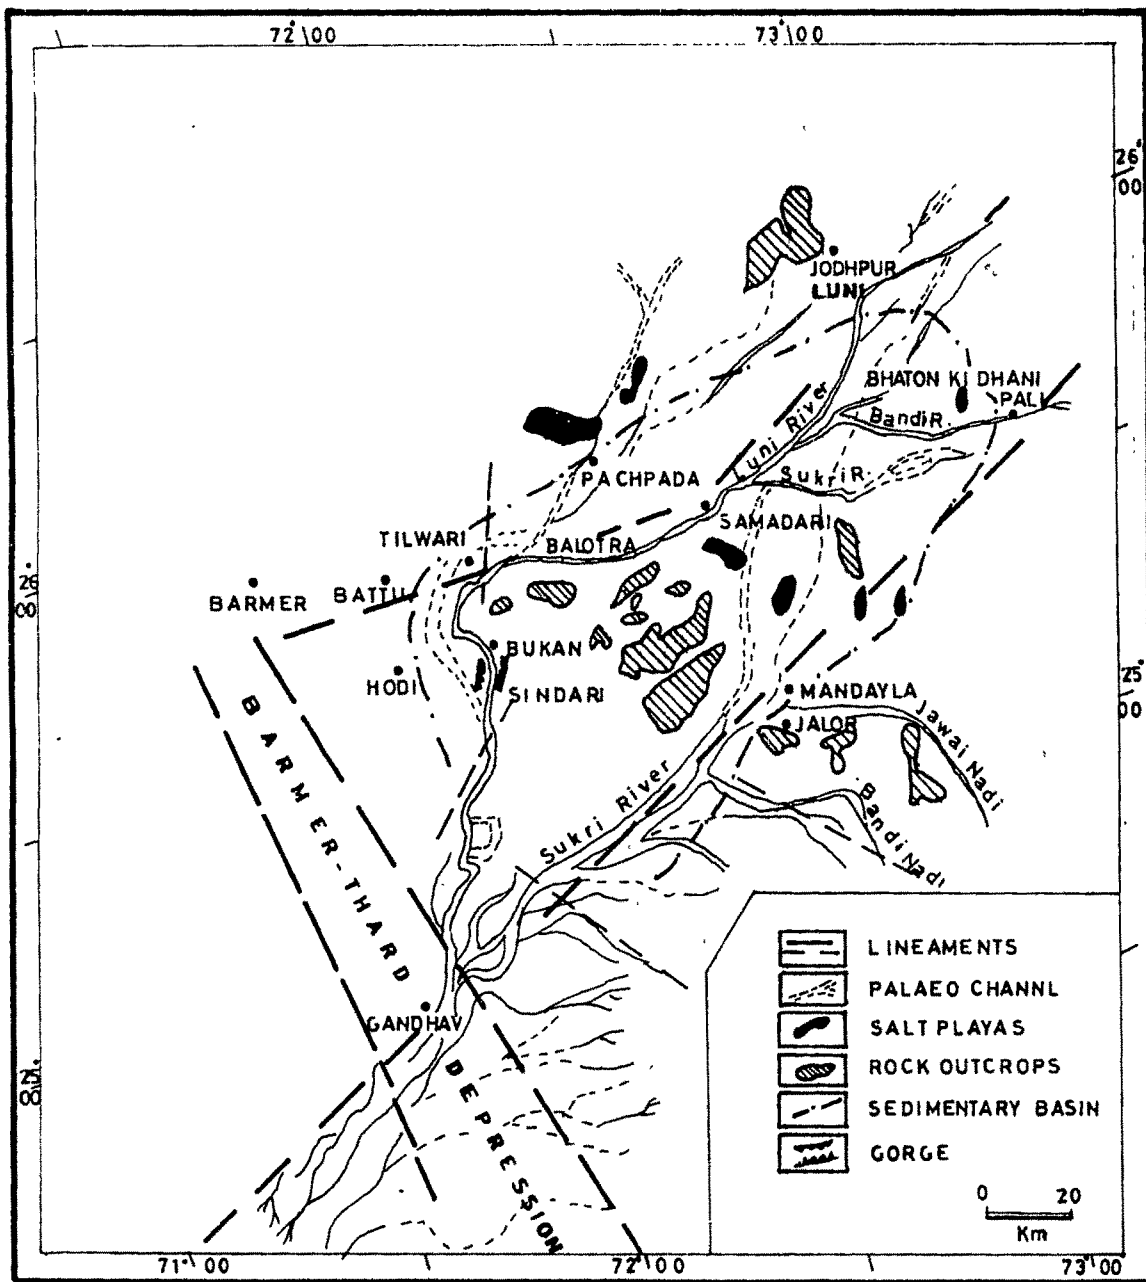 72°00
73°00
26°
00
JODHPUR
LUNI
BHATON KI DHANI
PALI
Luni River
Bandi R.
PACHPADA
Sukri R.
SAMADARI
TILWARI
BALOTRA
26°
00
BARMER
BATTU
BUKAN
HODI
SINDARI
25°
00
MANDAYLA
JALOR
Jawai Nadi
Bandi Nadi
Sukri River
BARMER-THARD DEPRESSION
GANDHAV
25°
00
LINEAMENTS
PALAEO CHANNL
SALT PLAYAS
ROCK OUTCROPS
SEDIMENTARY BASIN
GORGE
0 20
Km
71°00
72°00
73°00